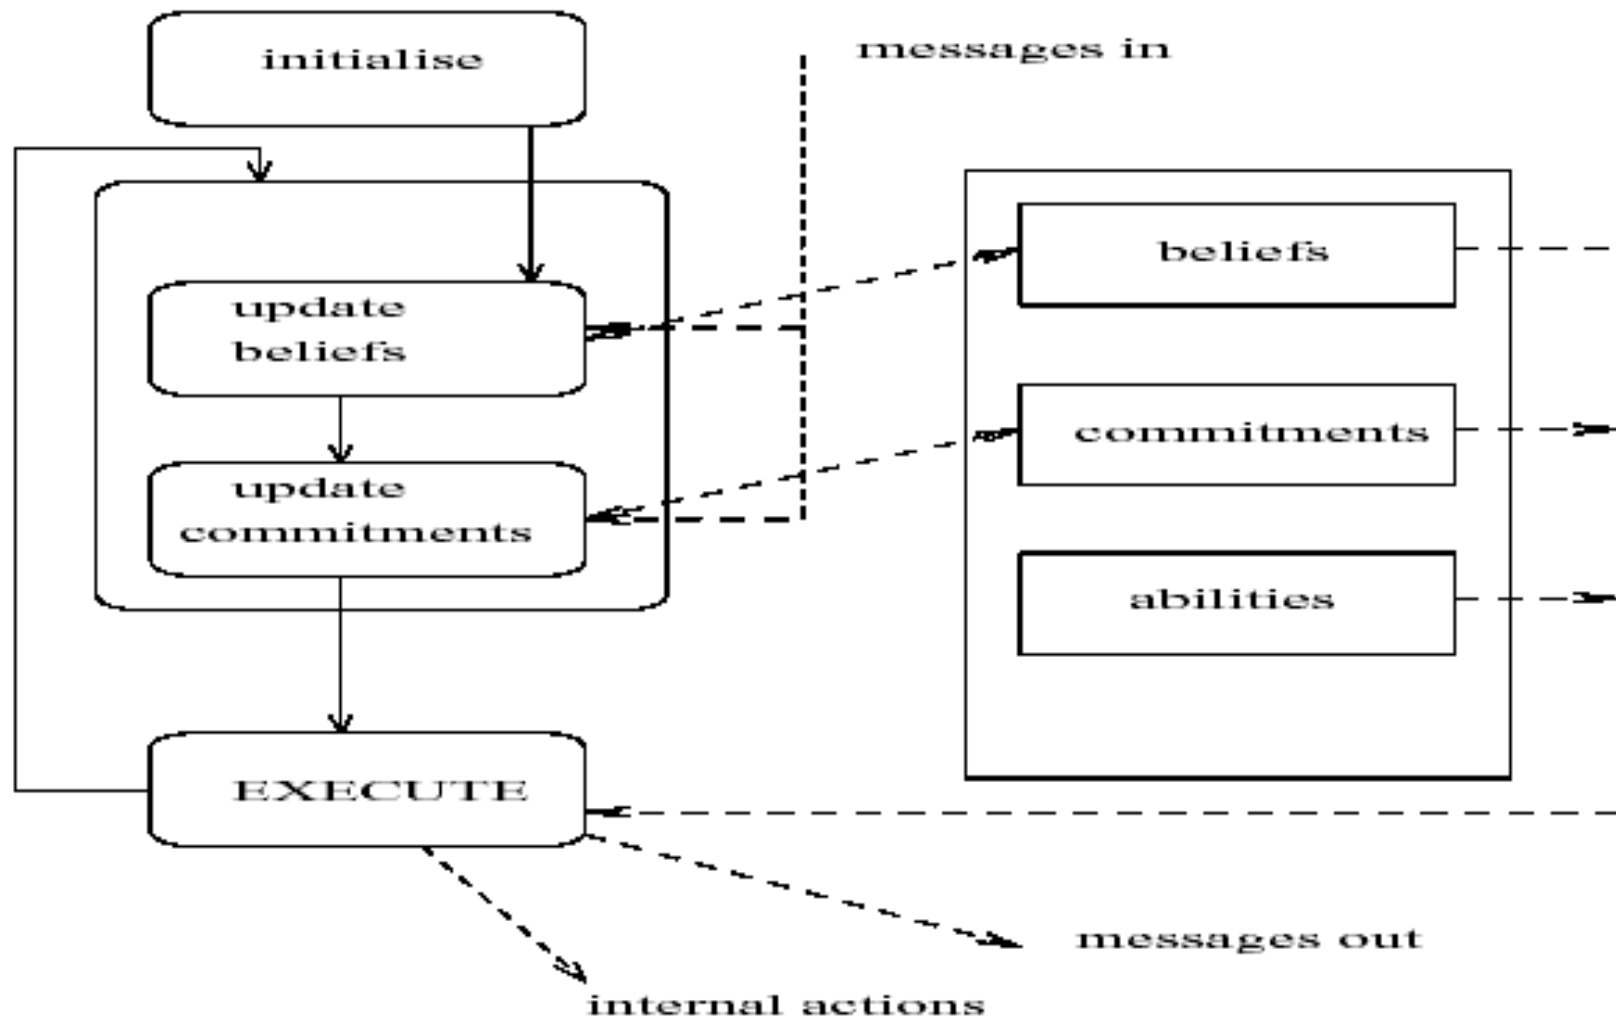 initialise
messages in
update
beliefs
update
commitments
EXECUTE
beliefs
commitments
abilities
messages out
internal actions